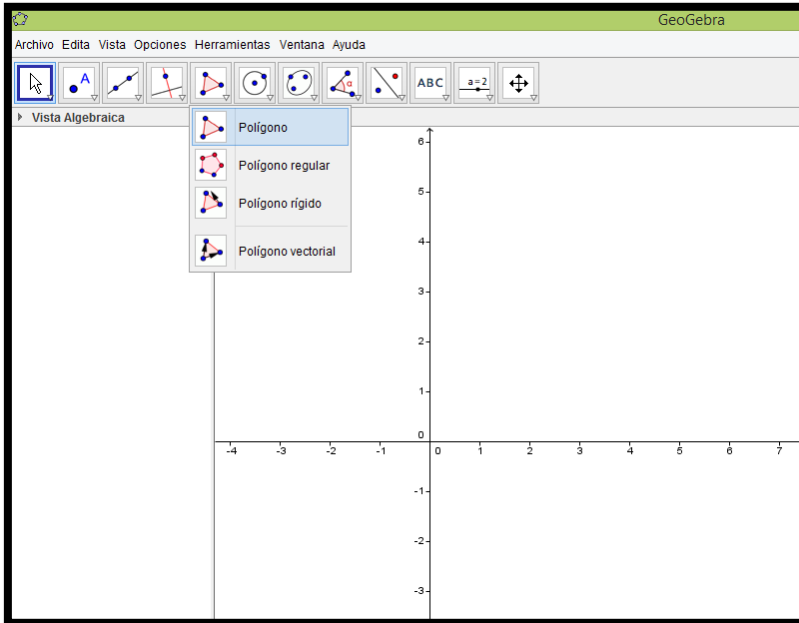 GeoGebra
Archivo Edita Vista Opciones Herramientas Ventana Ayuda
A
α
ABC
a=2
Vista Algebraica
Polígono
Polígono regular
Polígono rígido
Polígono vectorial
6
5
4
3
2
1
0
-4 -3 -2 -1 0 1 2 3 4 5 6 7
-1
-2
-3